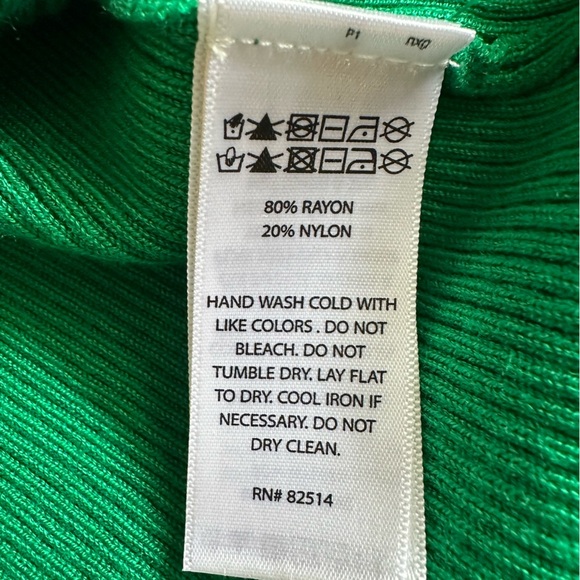 P1
80% RAYON
20% NYLON
HAND WASH COLD WITH
LIKE COLORS . DO NOT
BLEACH. DO NOT
TUMBLE DRY. LAY FLAT
TO DRY. COOL IRON IF
NECESSARY. DO NOT
DRY CLEAN.
RN# 82514